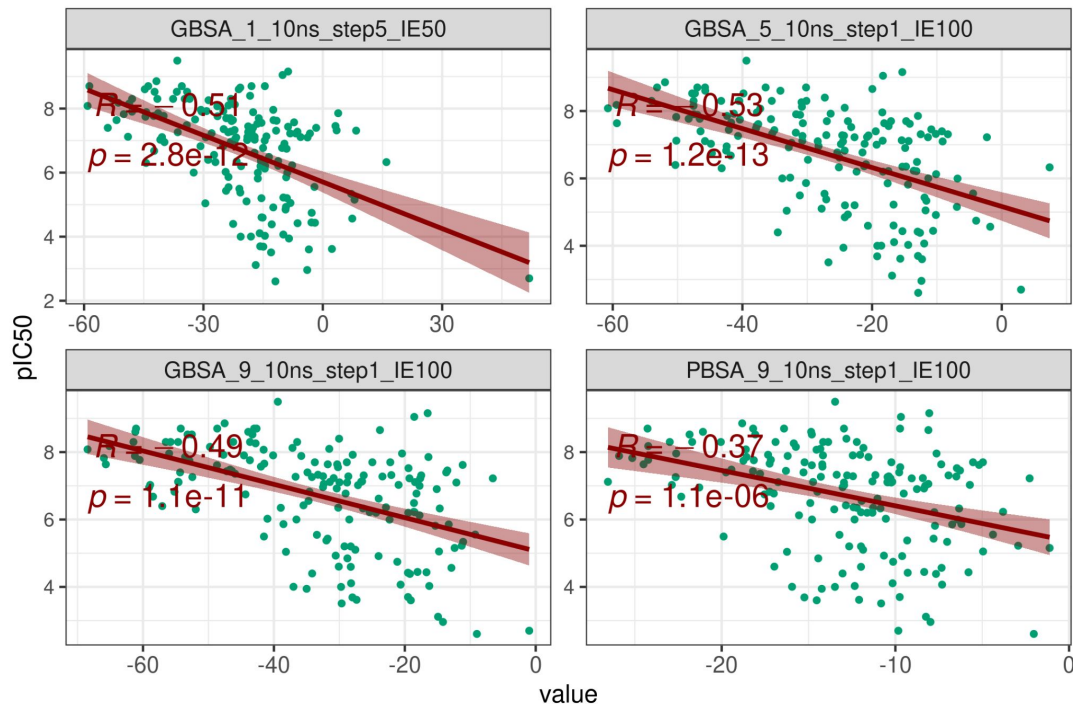 GBSA_1_10ns_step5_IE50
GBSA_5_10ns_step1_IE100
R = −0.51
p = 2.8e-12
R = −0.53
p = 1.2e-13
8
6
4
2
8
6
4
-60
-30
0
30
-60
-40
-20
0
GBSA_9_10ns_step1_IE100
PBSA_9_10ns_step1_IE100
R = −0.49
p = 1.1e-11
R = −0.37
p = 1.1e-06
8
6
4
8
6
4
-60
-40
-20
0
-20
-10
0
pIC50
value